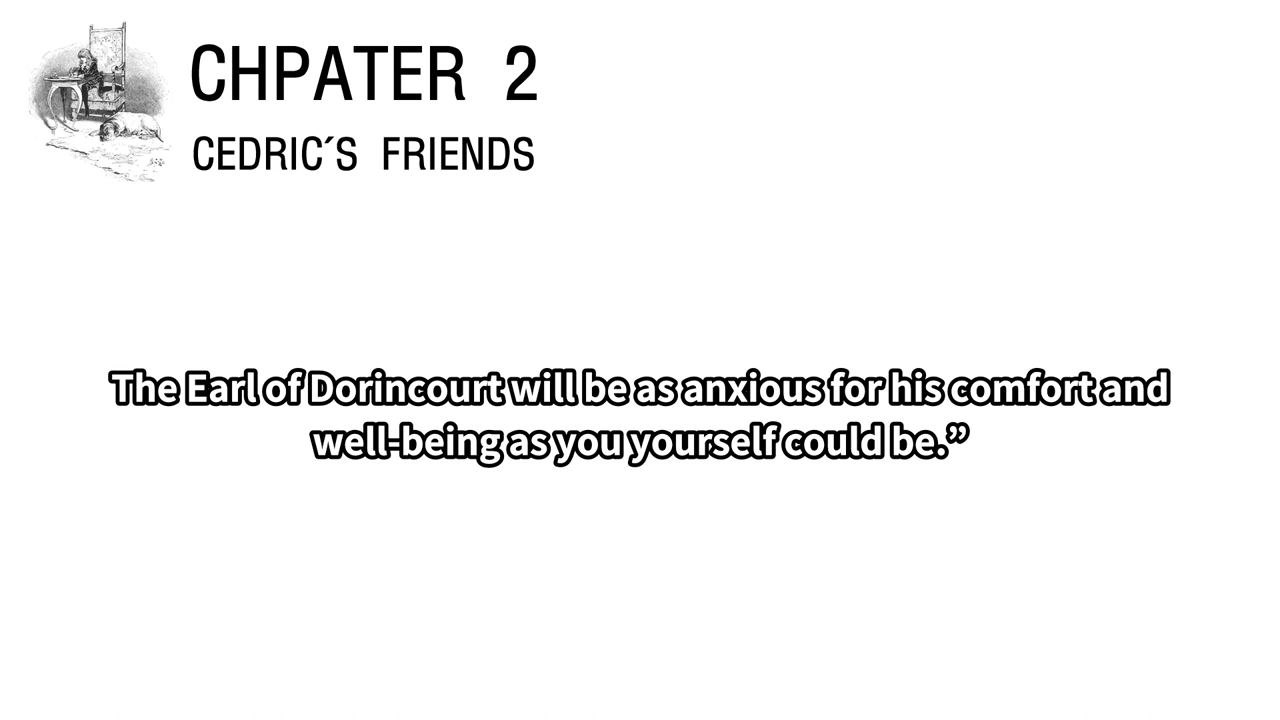 CHPATER 2
CEDRIC´S FRIENDS
The Earl of Dorincourt will be as anxious for his comfort and
well-being as you yourself could be.”